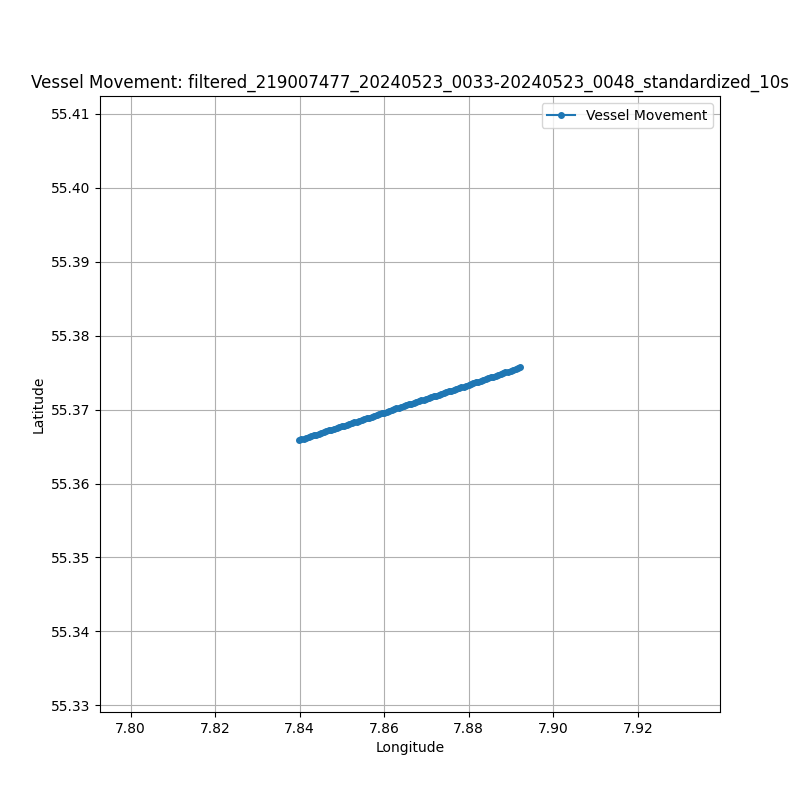 Vessel Movement: filtered_219007477_20240523_0033-20240523_0048_standardized_10s
Vessel Movement
55.41
55.40
55.39
55.38
55.37
55.36
55.35
55.34
55.33
Latitude
7.80 7.82 7.84 7.86 7.88 7.90 7.92
Longitude